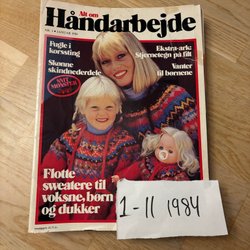 Alt om
Håndarbejde
Fugle i
korssting
Skønne
skindnederdele
Ekstra-ark:
Stjernetegn på filt
Vanter
til børnene
Flotte
sweatere til
voksne, børn
og dukker
1-11 1984